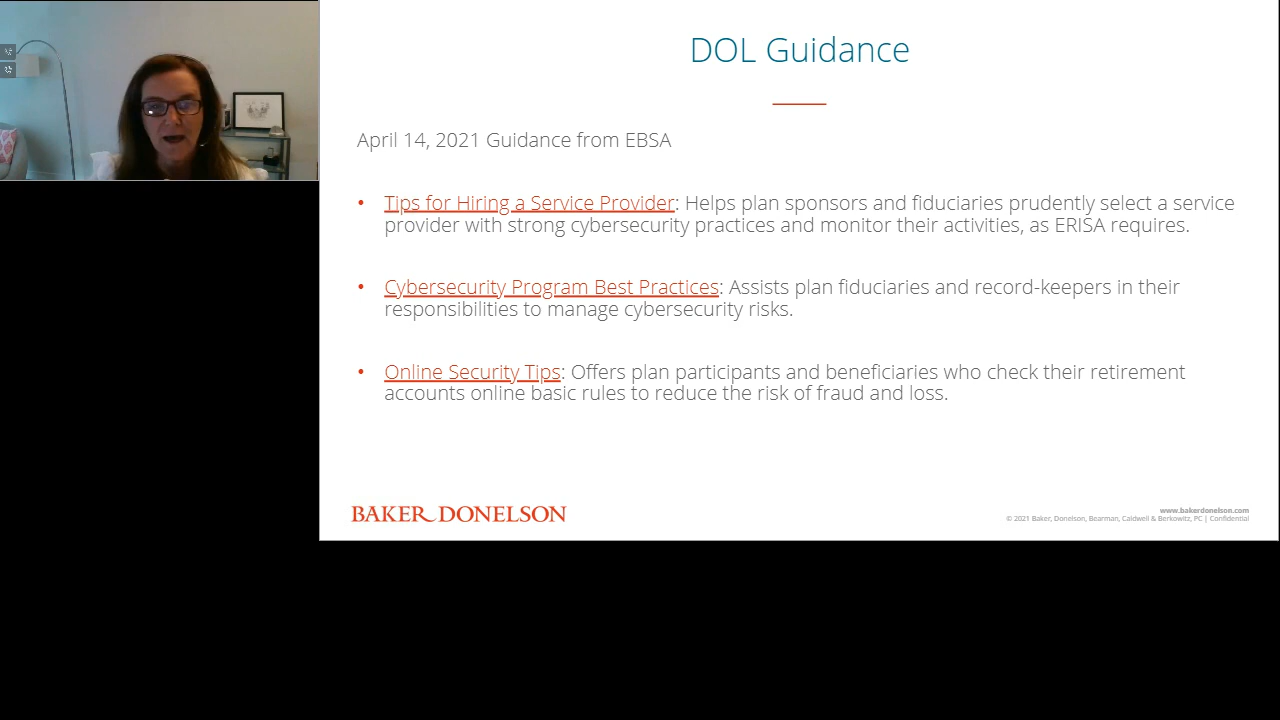 DOL Guidance
April 14, 2021 Guidance from EBSA
• Tips for Hiring a Service Provider: Helps plan sponsors and fiduciaries prudently select a service
provider with strong cybersecurity practices and monitor their activities, as ERISA requires.
• Cybersecurity Program Best Practices: Assists plan fiduciaries and record-keepers in their
responsibilities to manage cybersecurity risks.
• Online Security Tips: Offers plan participants and beneficiaries who check their retirement
accounts online basic rules to reduce the risk of fraud and loss.
BAKER DONELSON
www.bakerdonelson.com
© 2021 Baker, Donelson, Bearman, Caldwell & Berkowitz, PC | Confidential